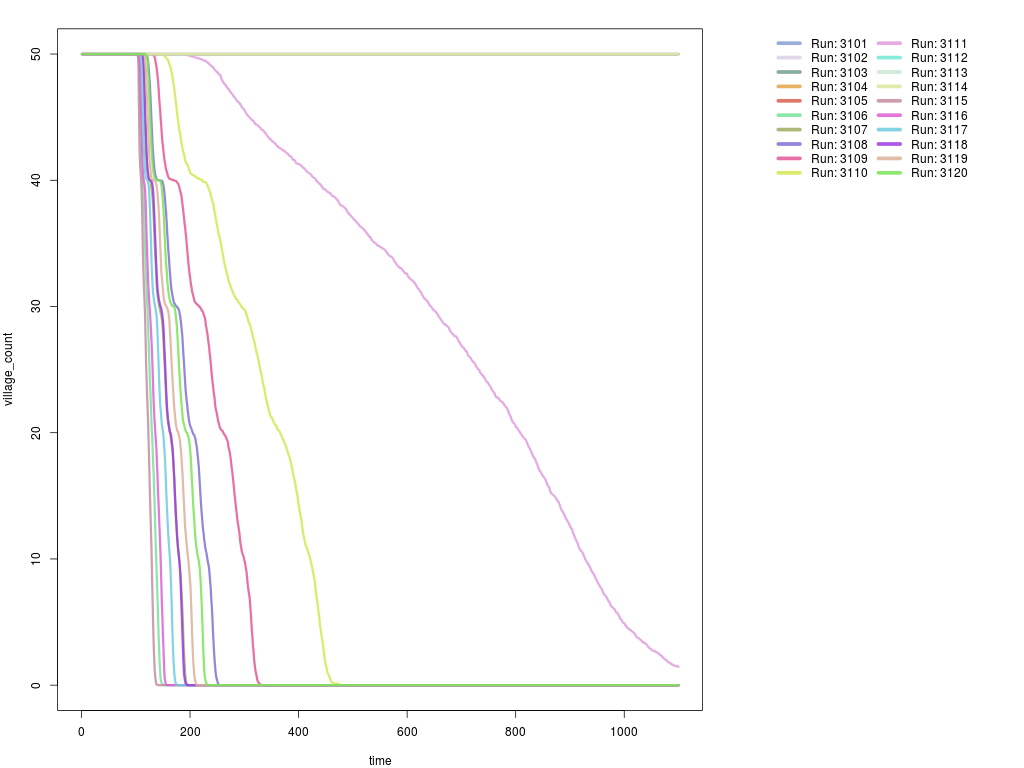 50
40
30
20
10
0
village_count
0 200 400 600 800 1000
time
Run: 3101 Run: 3111
Run: 3102 Run: 3112
Run: 3103 Run: 3113
Run: 3104 Run: 3114
Run: 3105 Run: 3115
Run: 3106 Run: 3116
Run: 3107 Run: 3117
Run: 3108 Run: 3118
Run: 3109 Run: 3119
Run: 3110 Run: 3120